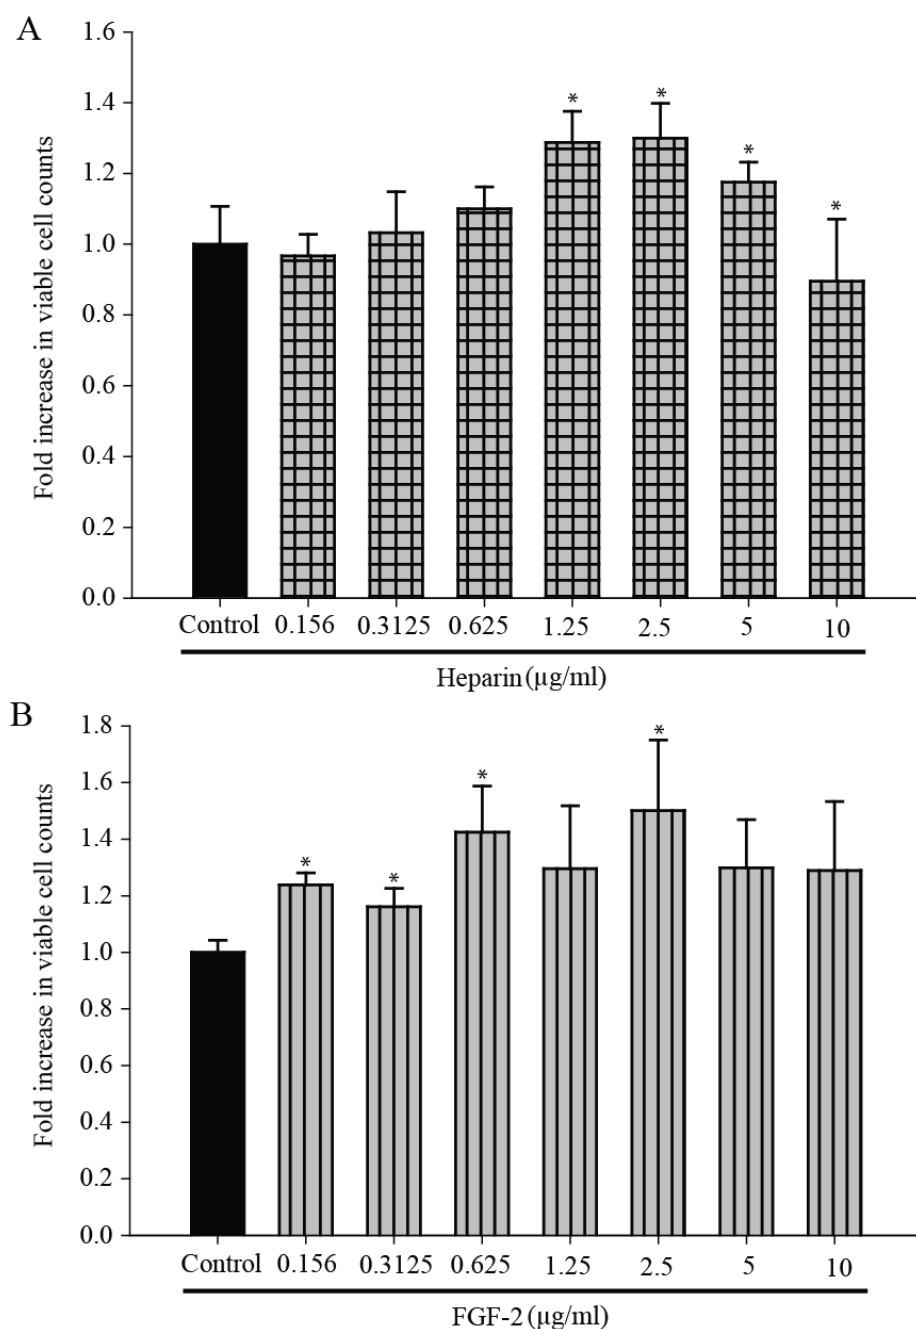 A
1.6
1.4
1.2
1.0
0.8
0.6
0.4
0.2
0.0
Fold increase in viable cell counts
* * * *
Control 0.156 0.3125 0.625 1.25 2.5 5 10
Heparin (µg/ml)
B
1.8
1.6
1.4
1.2
1.0
0.8
0.6
0.4
0.2
0.0
Fold increase in viable cell counts
* * * *
Control 0.156 0.3125 0.625 1.25 2.5 5 10
FGF-2 (µg/ml)